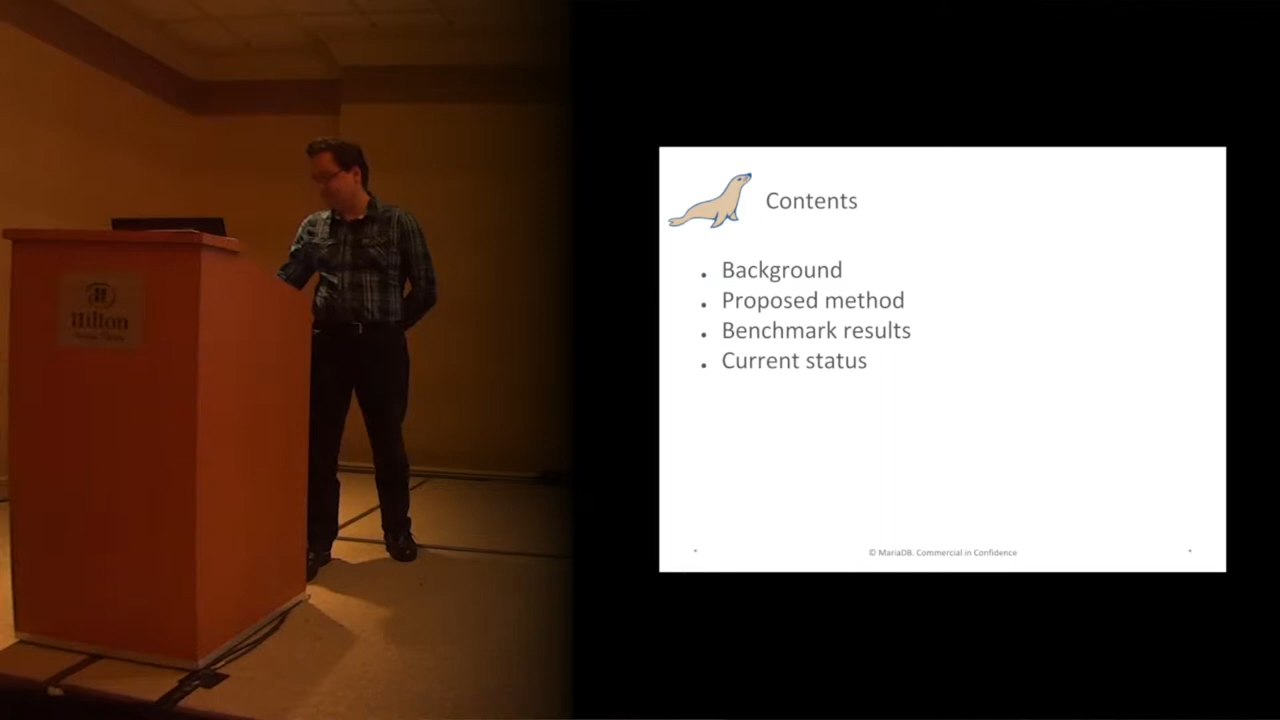 Hilton
Contents
• Background
• Proposed method
• Benchmark results
• Current status
© MariaDB. Commercial in Confidence